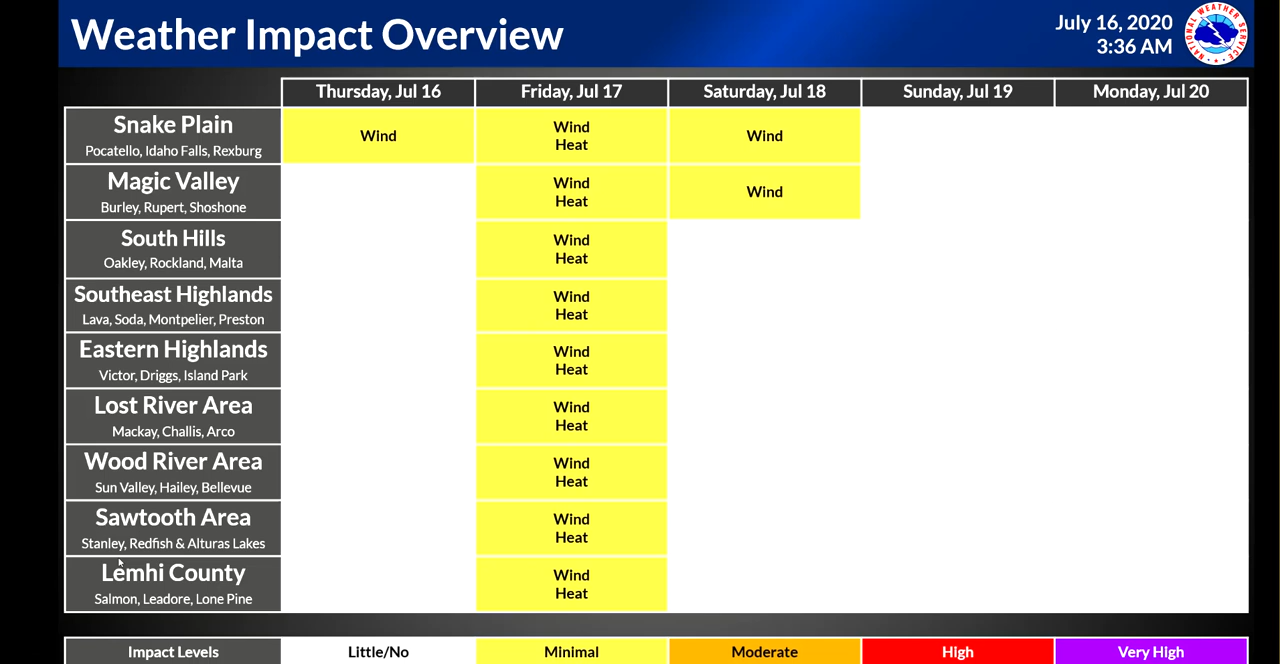 Weather Impact Overview
July 16, 2020
3:36 AM
NATIONAL WEATHER SERVICE
Thursday, Jul 16 Friday, Jul 17 Saturday, Jul 18 Sunday, Jul 19 Monday, Jul 20
Snake Plain
Pocatello, Idaho Falls, Rexburg
Wind
Wind
Heat
Wind
Magic Valley
Burley, Rupert, Shoshone
Wind
Heat
Wind
South Hills
Oakley, Rockland, Malta
Wind
Heat
Southeast Highlands
Lava, Soda, Montpelier, Preston
Wind
Heat
Eastern Highlands
Victor, Driggs, Island Park
Wind
Heat
Lost River Area
Mackay, Challis, Arco
Wind
Heat
Wood River Area
Sun Valley, Hailey, Bellevue
Wind
Heat
Sawtooth Area
Stanley, Redfish & Alturas Lakes
Wind
Heat
Lemhi County
Salmon, Leadore, Lone Pine
Wind
Heat
Impact Levels Little/No Minimal Moderate High Very High